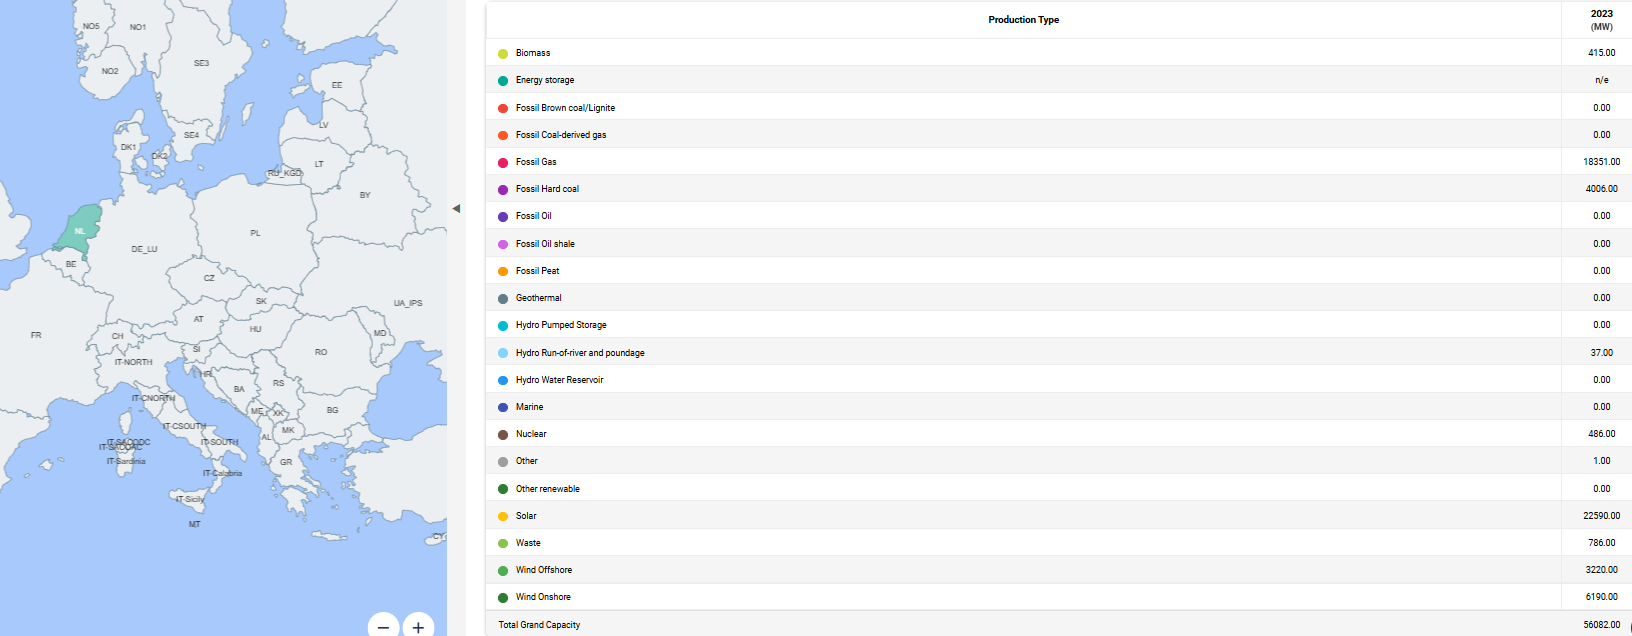 NO5
NO1
SE3
NO2
EE
LV
SE4
DK1
DK2
LT
RU_KGD
BY
NL
PL
DE_LU
BE
CZ
SK
UA_IPS
AT
HU
MD
FR
CH
SI
RO
IT-NORTH
HR
BA
RS
IT-CNORTH
ME
XK
BG
IT-CSOUTH
MK
AL
IT-SACODC
IT-SACOAC
IT-SOUTH
IT-Sardinia
GR
IT-Calabria
IT-Sicily
MT
CY
− +
Production Type 2023
(MW)
Biomass 415.00
Energy storage n/e
Fossil Brown coal/Lignite 0.00
Fossil Coal-derived gas 0.00
Fossil Gas 18351.00
Fossil Hard coal 4006.00
Fossil Oil 0.00
Fossil Oil shale 0.00
Fossil Peat 0.00
Geothermal 0.00
Hydro Pumped Storage 0.00
Hydro Run-of-river and poundage 37.00
Hydro Water Reservoir 0.00
Marine 0.00
Nuclear 486.00
Other 1.00
Other renewable 0.00
Solar 22590.00
Waste 786.00
Wind Offshore 3220.00
Wind Onshore 6190.00
Total Grand Capacity 56082.00